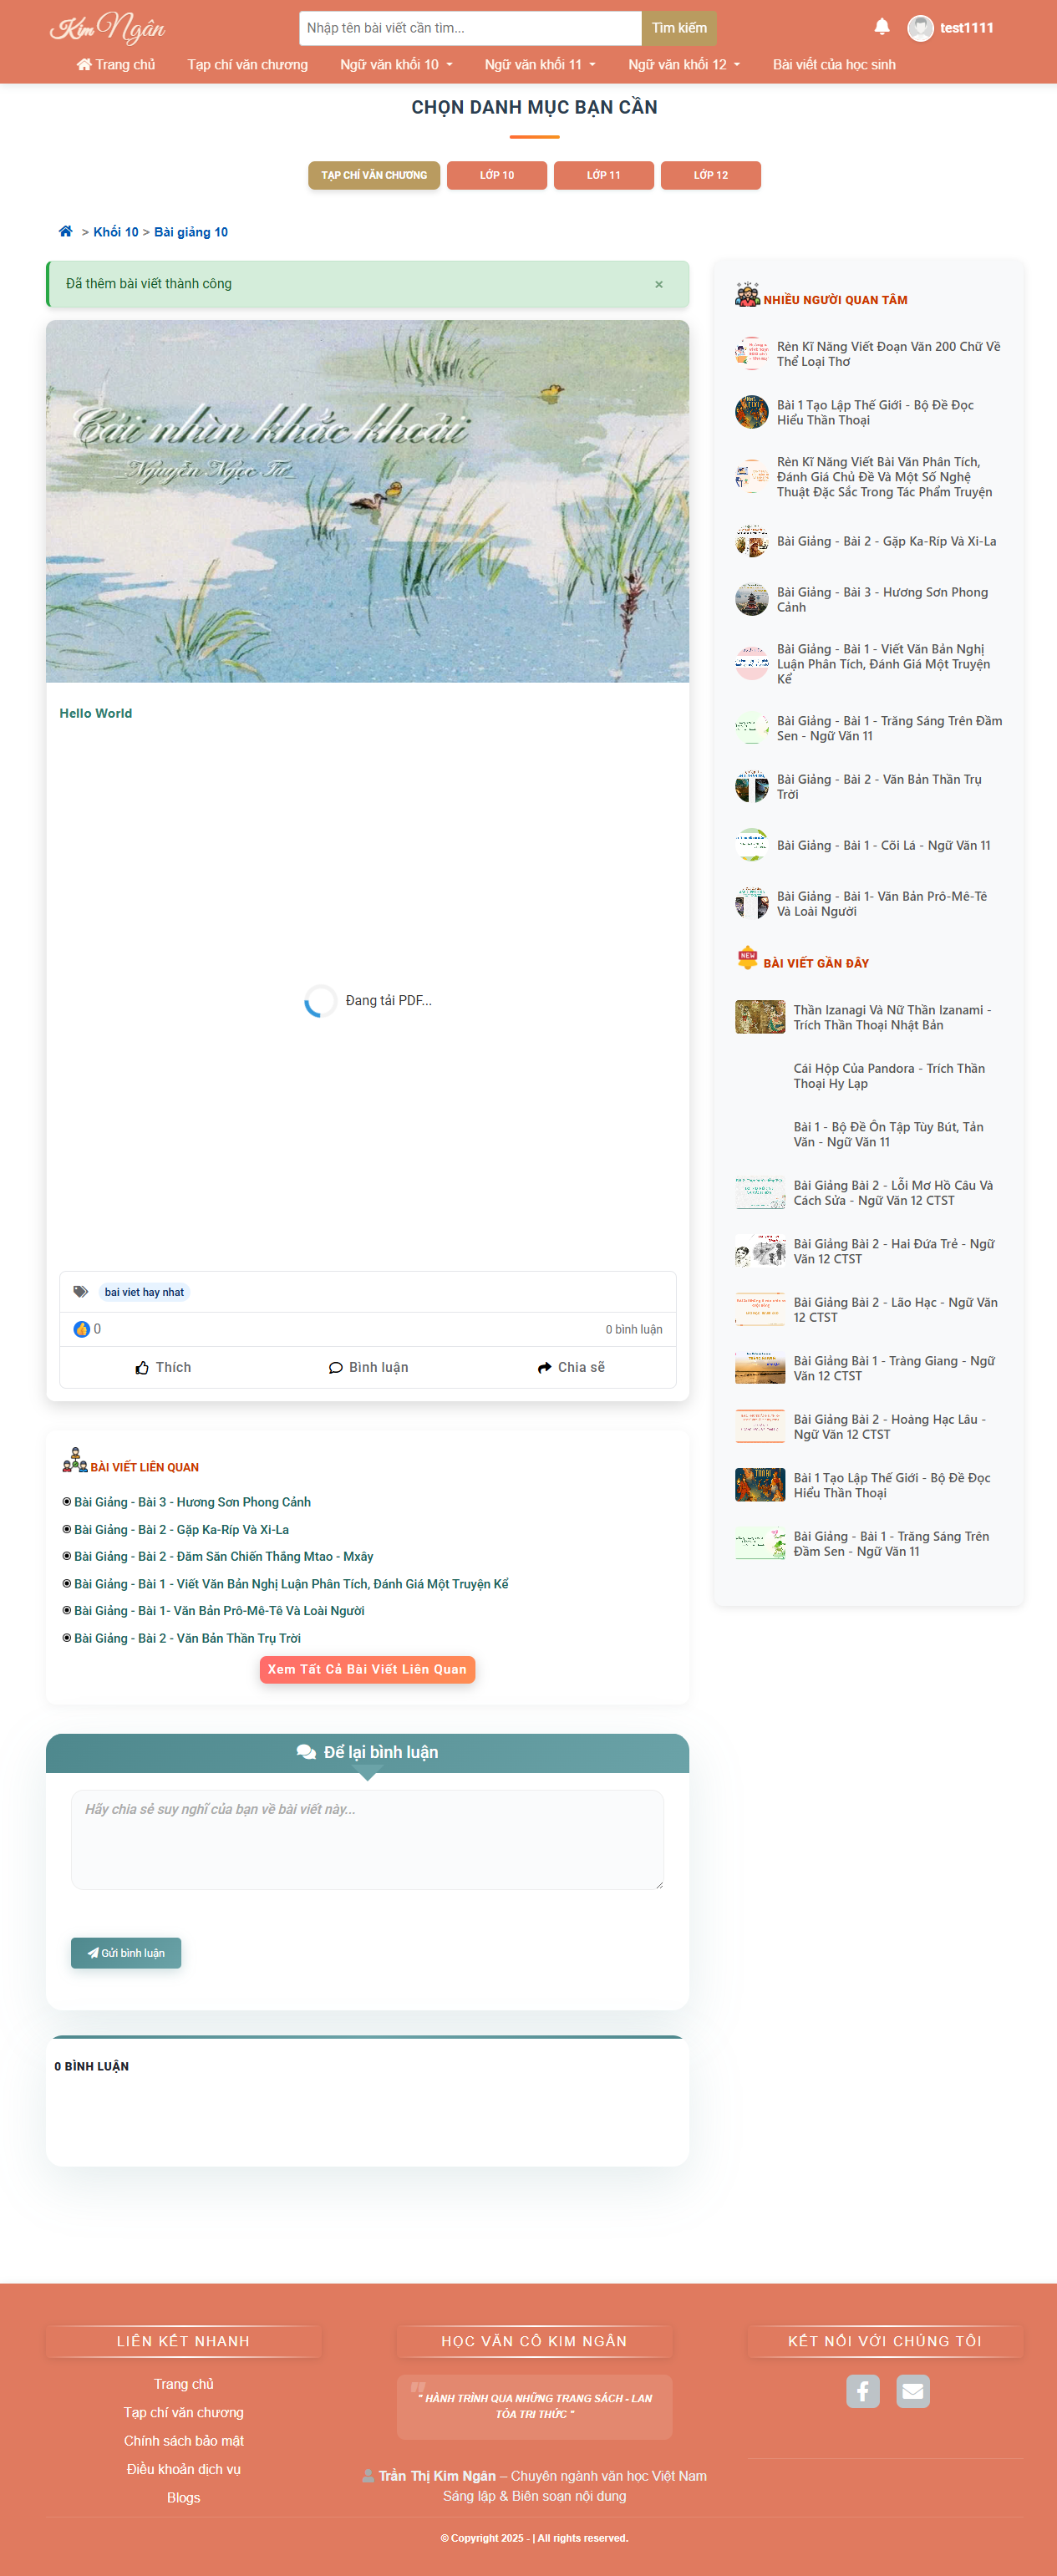 Kim Ngân
Nhập tên bài viết cần tìm...
Tìm kiếm
test1111
Trang chủ
Tạp chí văn chương
Ngữ văn khối 10
Ngữ văn khối 11
Ngữ văn khối 12
Bài viết của học sinh
CHỌN DANH MỤC BẠN CẦN
TẠP CHÍ VĂN CHƯƠNG
LỚP 10
LỚP 11
LỚP 12
> Khối 10 > Bài giảng 10
Đã thêm bài viết thành công
×
Cái nhìn khắc khoải
Nguyễn Ngọc Tư
Hello World
Đang tải PDF...
bai viet hay nhat
0
0 bình luận
Thích
Bình luận
Chia sẽ
BÀI VIẾT LIÊN QUAN
Bài Giảng - Bài 3 - Hương Sơn Phong Cảnh
Bài Giảng - Bài 2 - Gặp Ka-Ríp Và Xi-La
Bài Giảng - Bài 2 - Đăm Săn Chiến Thắng Mtao - Mxây
Bài Giảng - Bài 1 - Viết Văn Bản Nghị Luận Phân Tích, Đánh Giá Một Truyện Kể
Bài Giảng - Bài 1- Văn Bản Prô-Mê-Tê Và Loài Người
Bài Giảng - Bài 2 - Văn Bản Thần Trụ Trời
Xem Tất Cả Bài Viết Liên Quan
Để lại bình luận
Hãy chia sẻ suy nghĩ của bạn về bài viết này...
Gửi bình luận
0 BÌNH LUẬN
NHIỀU NGƯỜI QUAN TÂM
Rèn Kĩ Năng Viết Đoạn Văn 200 Chữ Về
Thể Loại Thơ
Bài 1 Tạo Lập Thế Giới - Bộ Đề Đọc
Hiểu Thần Thoại
Rèn Kĩ Năng Viết Bài Văn Phân Tích,
Đánh Giá Chủ Đề Và Một Số Nghệ
Thuật Đặc Sắc Trong Tác Phẩm Truyện
Bài Giảng - Bài 2 - Gặp Ka-Ríp Và Xi-La
Bài Giảng - Bài 3 - Hương Sơn Phong
Cảnh
Bài Giảng - Bài 1 - Viết Văn Bản Nghị
Luận Phân Tích, Đánh Giá Một Truyện
Kể
Bài Giảng - Bài 1 - Trăng Sáng Trên Đầm
Sen - Ngữ Văn 11
Bài Giảng - Bài 2 - Văn Bản Thần Trụ
Trời
Bài Giảng - Bài 1 - Cõi Lá - Ngữ Văn 11
Bài Giảng - Bài 1- Văn Bản Prô-Mê-Tê
Và Loài Người
NEW
BÀI VIẾT GẦN ĐÂY
Thần Izanagi Và Nữ Thần Izanami -
Trích Thần Thoại Nhật Bản
Cái Hộp Của Pandora - Trích Thần
Thoại Hy Lạp
Bài 1 - Bộ Đề Ôn Tập Tùy Bút, Tản
Văn - Ngữ Văn 11
Bài Giảng Bài 2 - Lỗi Mơ Hồ Câu Và
Cách Sửa - Ngữ Văn 12 CTST
Bài Giảng Bài 2 - Hai Đứa Trẻ - Ngữ
Văn 12 CTST
Bài Giảng Bài 2 - Lão Hạc - Ngữ Văn
12 CTST
Bài Giảng Bài 1 - Tràng Giang - Ngữ
Văn 12 CTST
Bài Giảng Bài 2 - Hoàng Hạc Lâu -
Ngữ Văn 12 CTST
Bài 1 Tạo Lập Thế Giới - Bộ Đề Đọc
Hiểu Thần Thoại
Bài Giảng - Bài 1 - Trăng Sáng Trên
Đầm Sen - Ngữ Văn 11
LIÊN KẾT NHANH
Trang chủ
Tạp chí văn chương
Chính sách bảo mật
Điều khoản dịch vụ
Blogs
HỌC VĂN CÔ KIM NGÂN
" HÀNH TRÌNH QUA NHỮNG TRANG SÁCH - LAN
TỎA TRI THỨC "
Trần Thị Kim Ngân – Chuyên ngành văn học Việt Nam
Sáng lập & Biên soạn nội dung
KẾT NỐI VỚI CHÚNG TÔI
© Copyright 2025 - | All rights reserved.